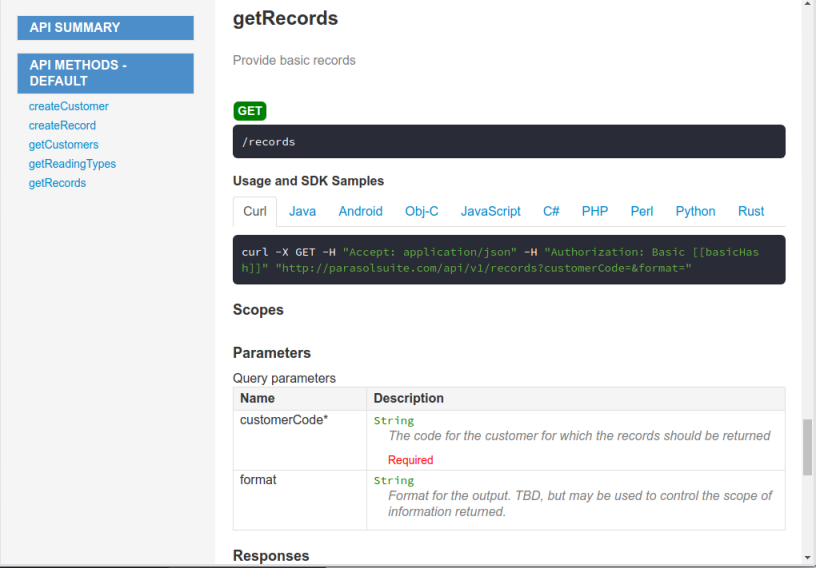 API SUMMARY
API METHODS -
DEFAULT
createCustomer
createRecord
getCustomers
getReadingTypes
getRecords
getRecords
Provide basic records
GET
/records
Usage and SDK Samples
Curl Java Android Obj-C JavaScript C# PHP Perl Python Rust
curl -X GET -H "Accept: application/json" -H "Authorization: Basic [[basicHas
h]]" "http://parasolsuite.com/api/v1/records?customerCode=&format="
Scopes
Parameters
Query parameters
Name Description
customerCode* String
The code for the customer for which the records should be returned
Required
format String
Format for the output. TBD, but may be used to control the scope of
information returned.
Responses